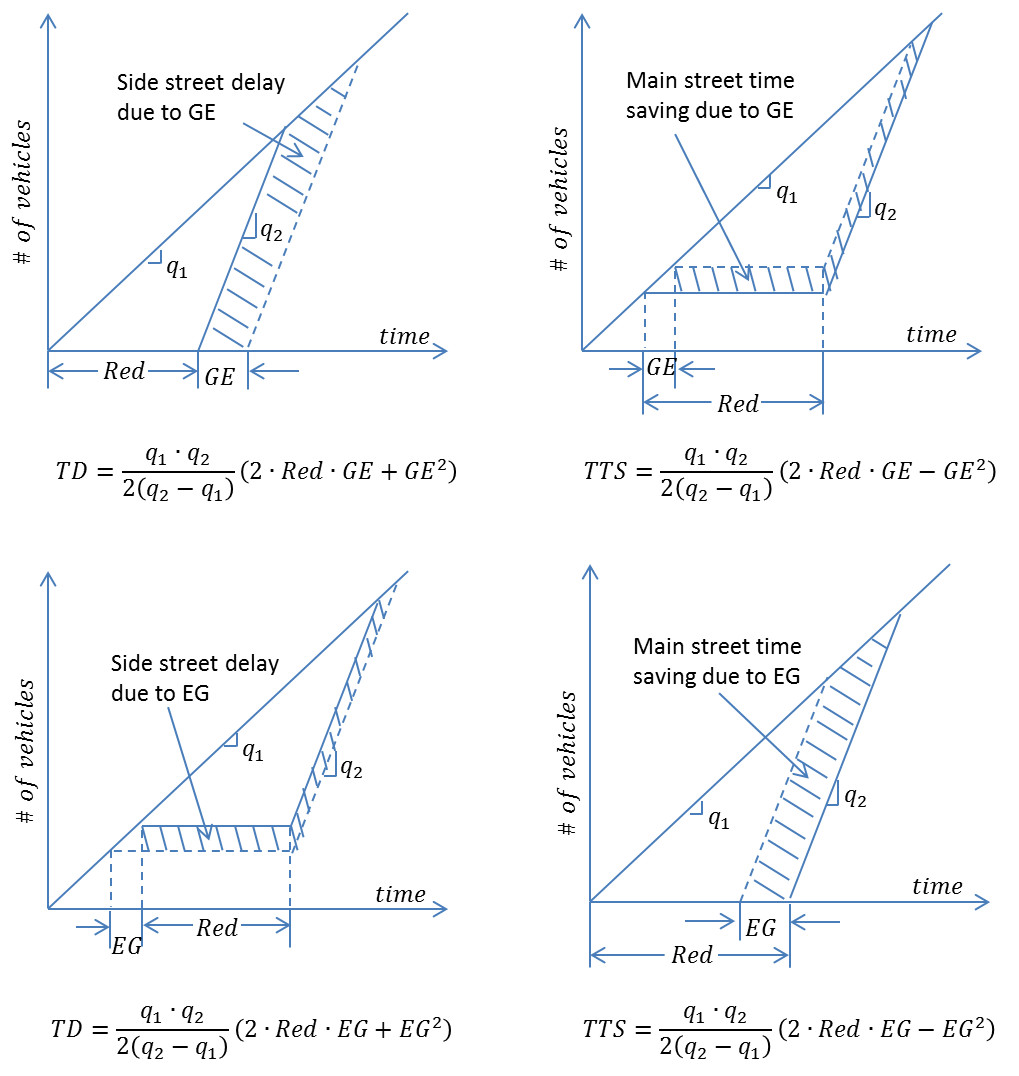 # of vehicles
Side street delay
due to GE
q₁
q₂
time
Red
GE
TD = q₁ · q₂ / 2(q₂ − q₁) (2 · Red · GE + GE²)
# of vehicles
Main street time
saving due to GE
q₁
q₂
time
GE
Red
TTS = q₁ · q₂ / 2(q₂ − q₁) (2 · Red · GE − GE²)
# of vehicles
Side street delay
due to EG
q₁
q₂
time
EG
Red
TD = q₁ · q₂ / 2(q₂ − q₁) (2 · Red · EG + EG²)
# of vehicles
Main street time
saving due to EG
q₁
q₂
time
EG
Red
TTS = q₁ · q₂ / 2(q₂ − q₁) (2 · Red · EG − EG²)